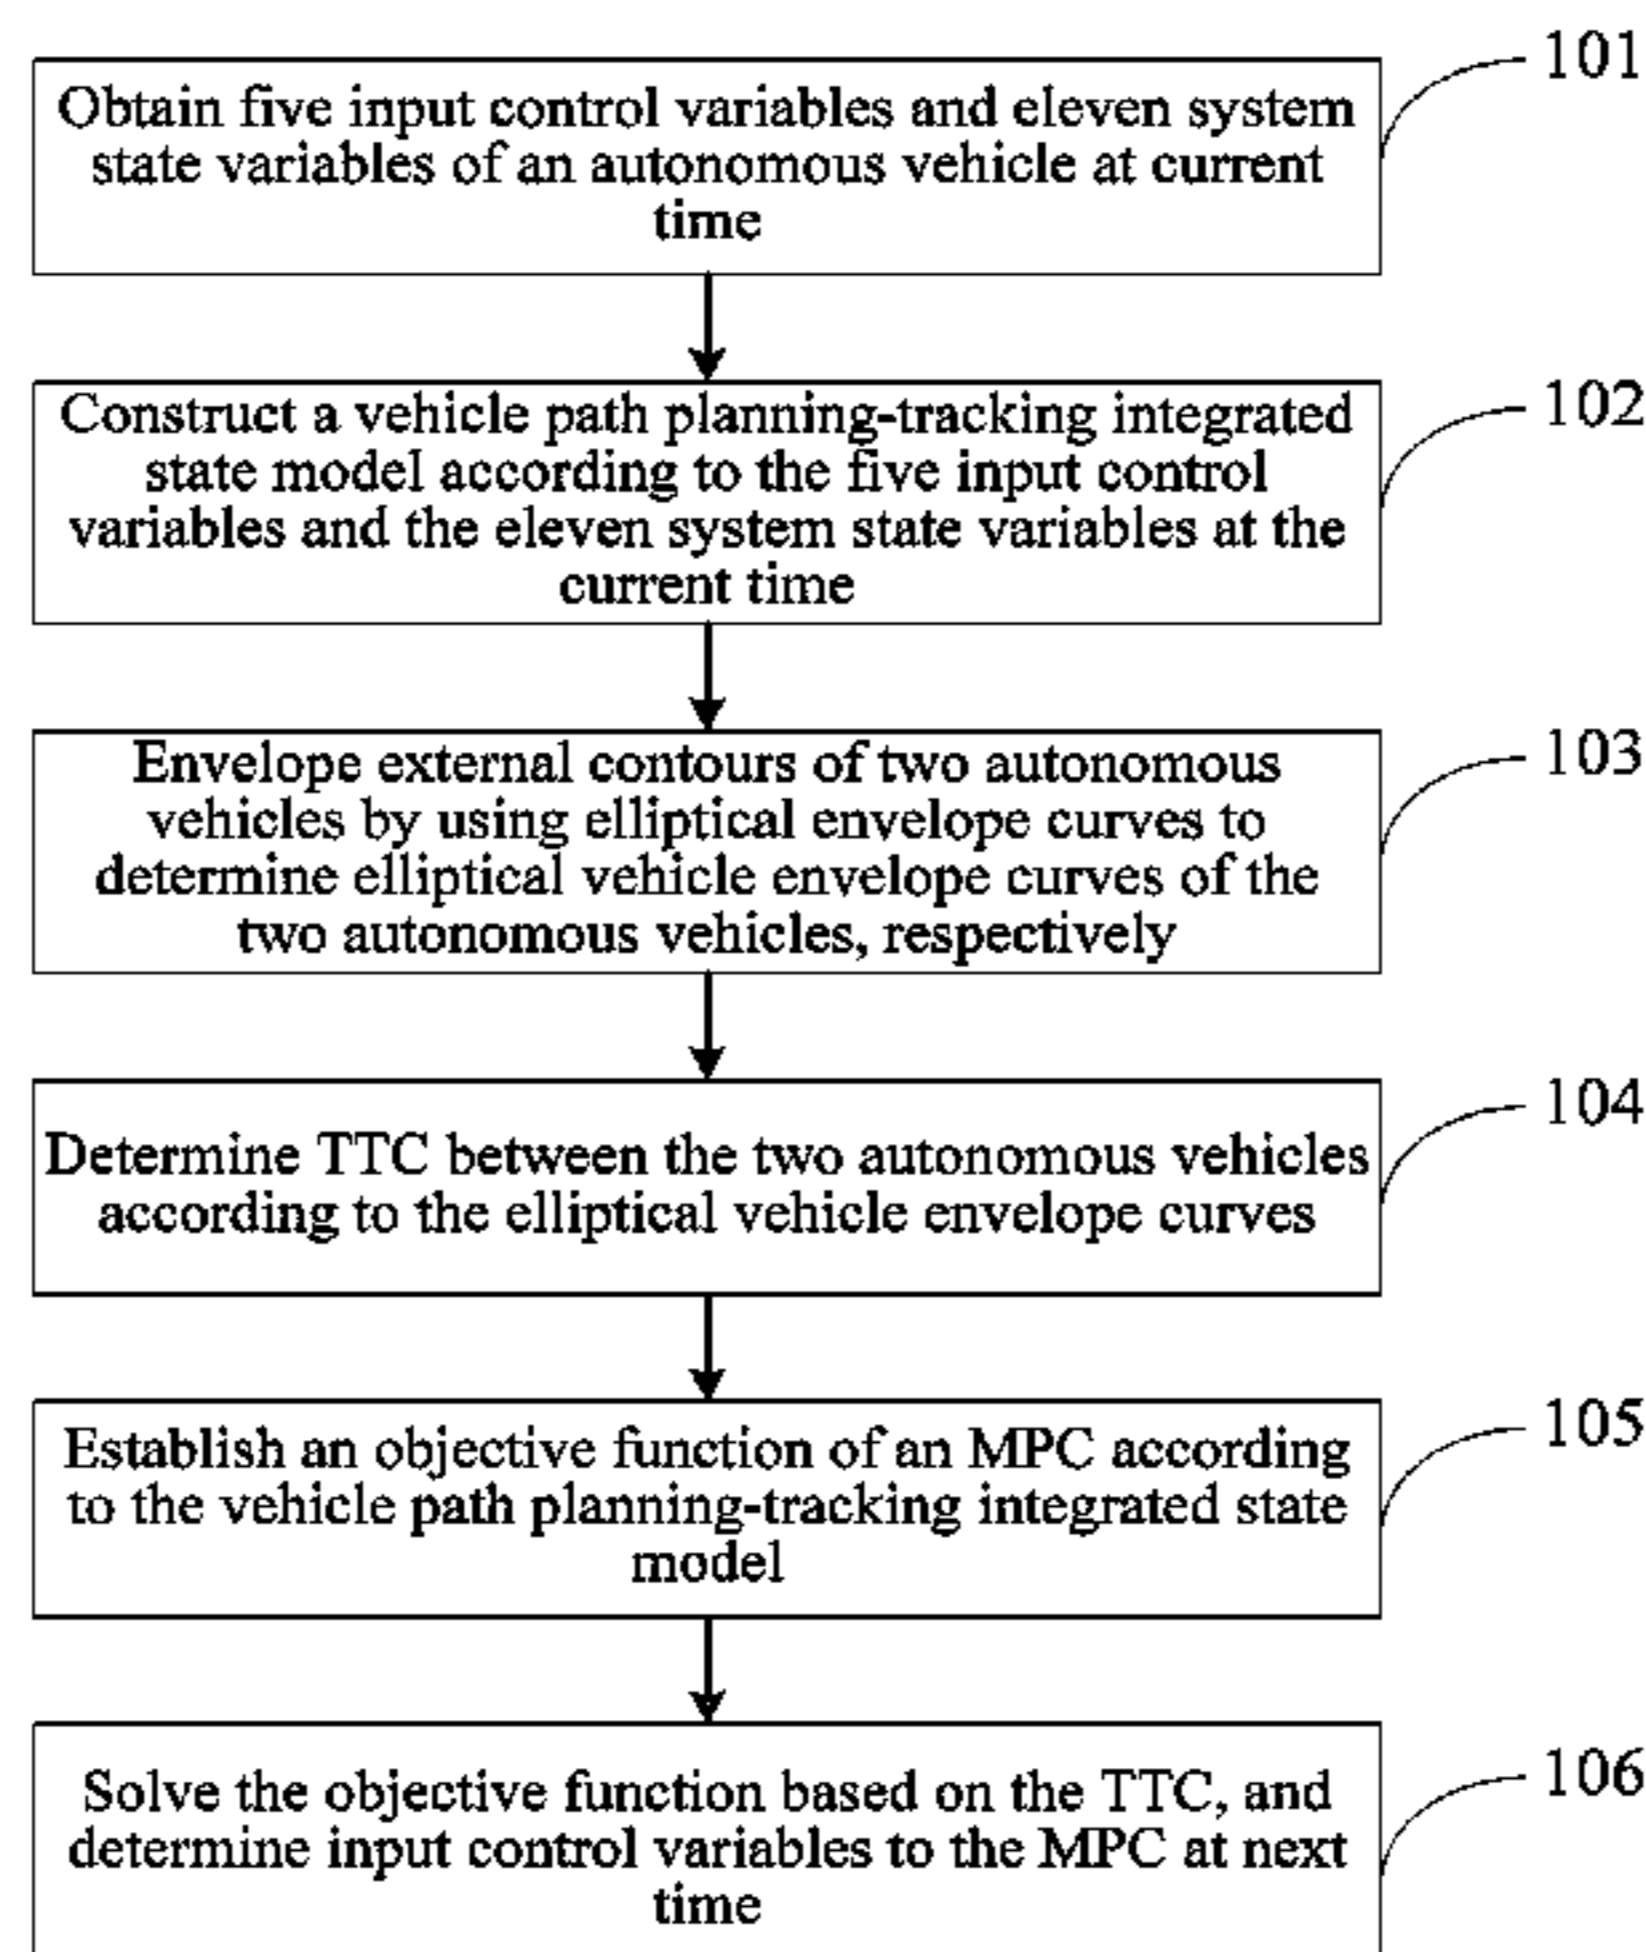 101
Obtain five input control variables and eleven system
state variables of an autonomous vehicle at current
time
102
Construct a vehicle path planning-tracking integrated
state model according to the five input control
variables and the eleven system state variables at the
current time
103
Envelope external contours of two autonomous
vehicles by using elliptical envelope curves to
determine elliptical vehicle envelope curves of the
two autonomous vehicles, respectively
104
Determine TTC between the two autonomous vehicles
according to the elliptical vehicle envelope curves
105
Establish an objective function of an MPC according
to the vehicle path planning-tracking integrated state
model
106
Solve the objective function based on the TTC, and
determine input control variables to the MPC at next
time